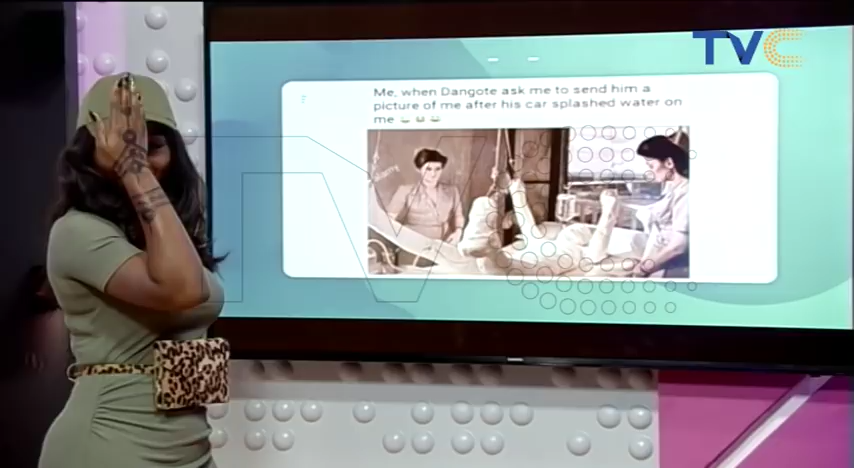 TVC
Me, when Dangote ask me to send him a
picture of me after his car splashed water on
me
alamy